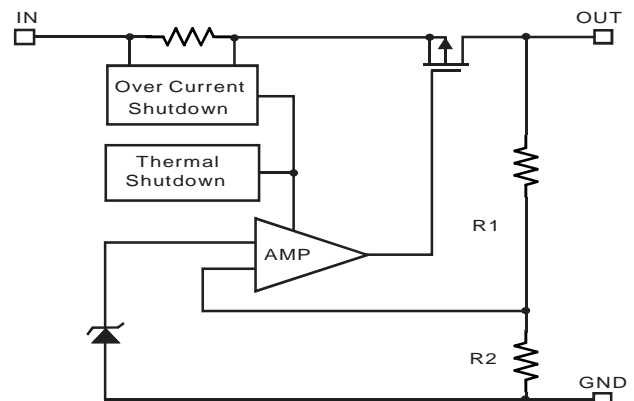 IN
OUT
Over Current
Shutdown
Thermal
Shutdown
AMP
R1
R2
GND